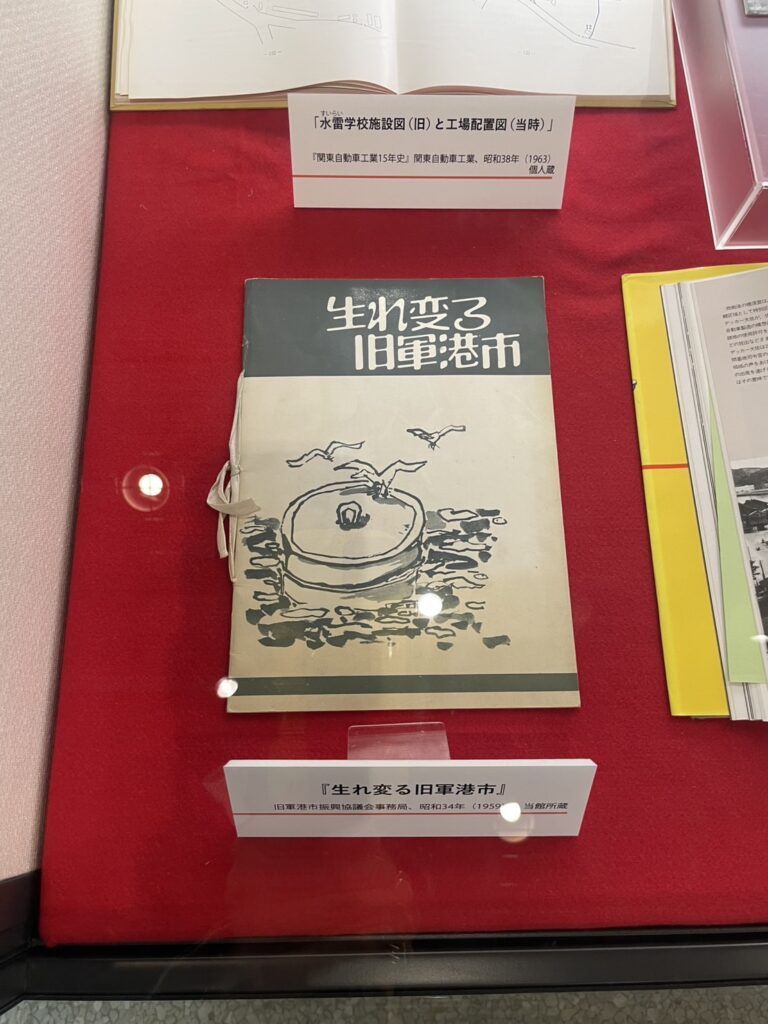 すいらい
「水雷学校施設図（旧）と工場配置図（当時）」
『関東自動車工業15年史』関東自動車工業、昭和38年（1963）
個人蔵
生れ変る
旧軍港市
『生れ変る旧軍港市』
旧軍港市振興協議会事務局、昭和34年（1959 当館所蔵